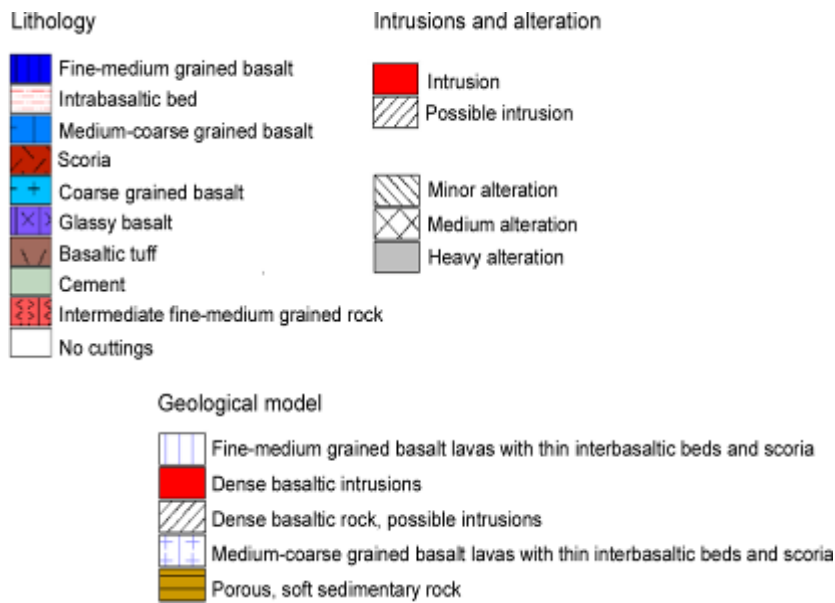 Lithology
Fine-medium grained basalt
Intrabasaltic bed
Medium-coarse grained basalt
Scoria
Coarse grained basalt
Glassy basalt
Basaltic tuff
Cement
Intermediate fine-medium grained rock
No cuttings
Intrusions and alteration
Intrusion
Possible intrusion
Minor alteration
Medium alteration
Heavy alteration
Geological model
Fine-medium grained basalt lavas with thin interbasaltic beds and scoria
Dense basaltic intrusions
Dense basaltic rock, possible intrusions
Medium-coarse grained basalt lavas with thin interbasaltic beds and scoria
Porous, soft sedimentary rock